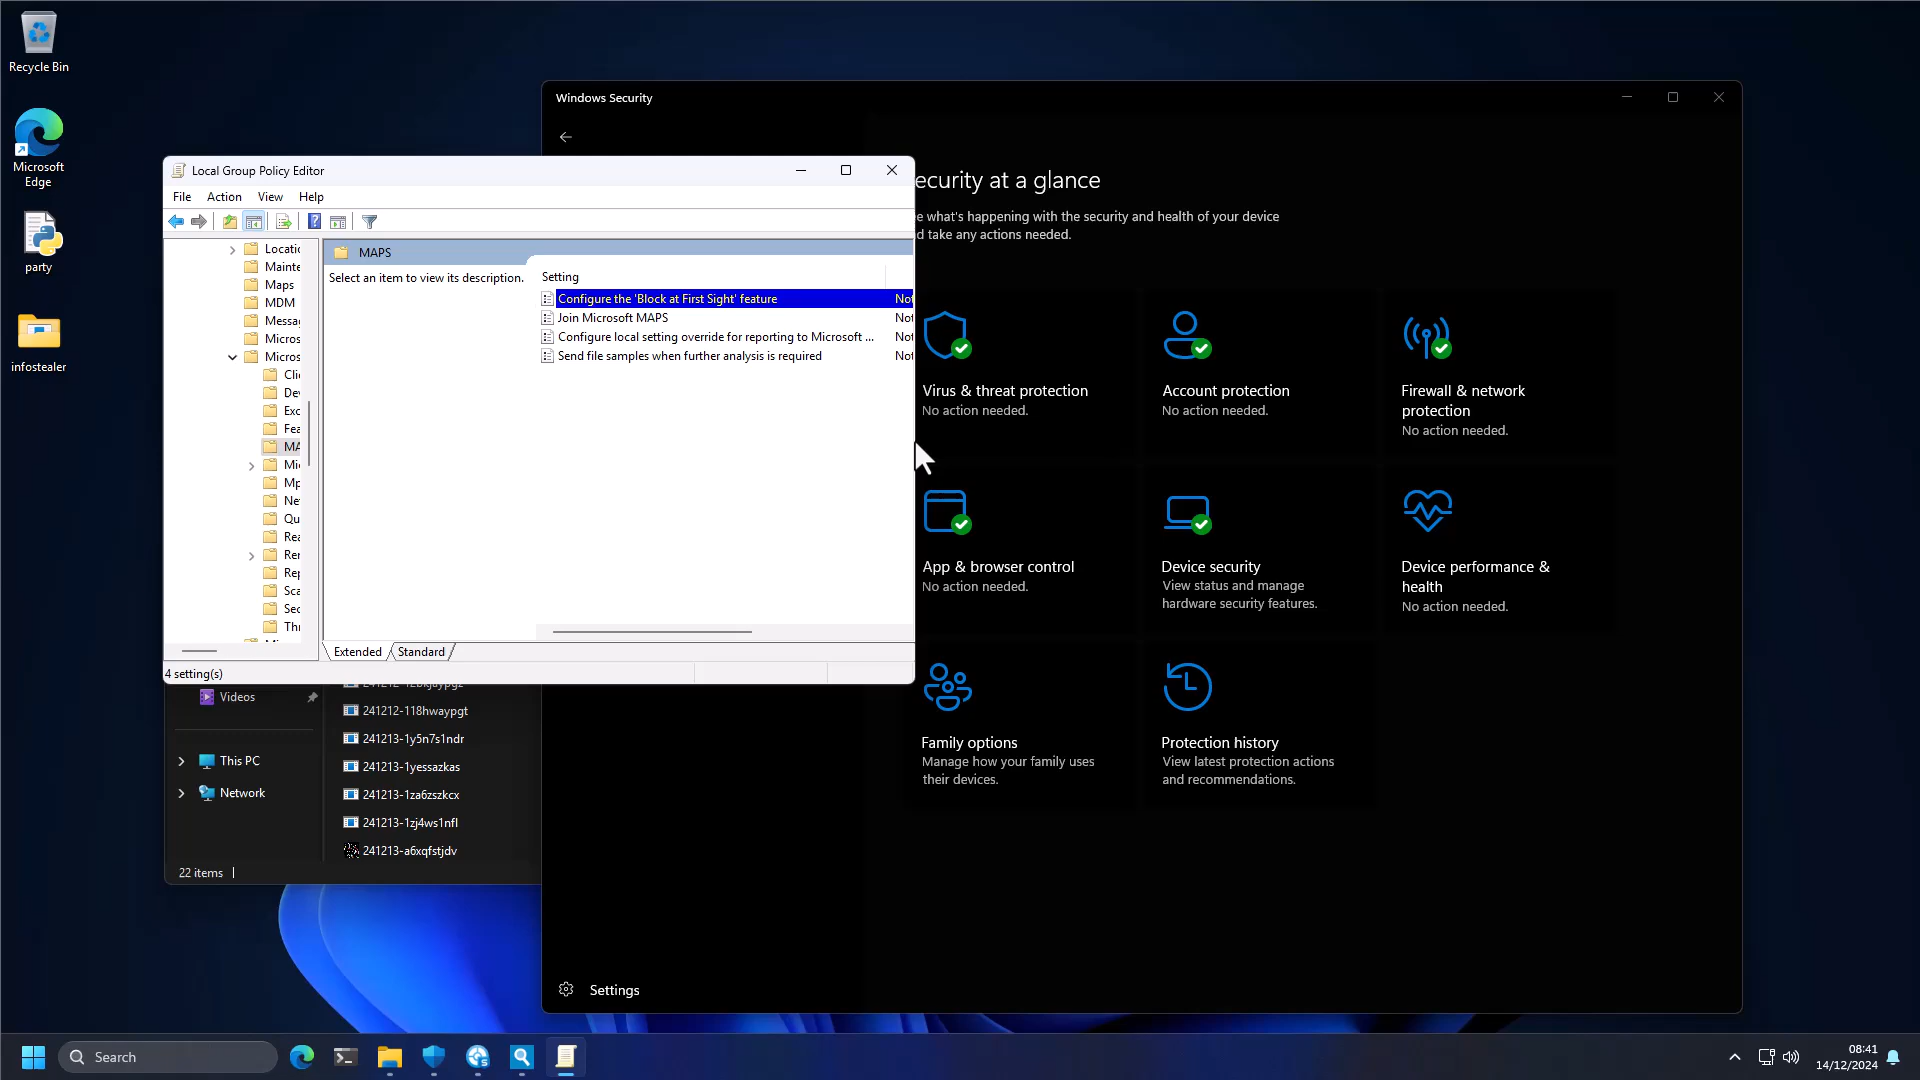 Recycle Bin
Microsoft
Edge
party
infostealer
Windows Security
Local Group Policy Editor
File Action View Help
Locatic
Mainte
Maps
MDM
Messa
Micros
Micros
Clie
Dev
Exc
Fea
MA
Mic
Mp
Net
Qu
Rea
Ren
Rep
Sca
Sec
Thr
MAPS
Select an item to view its description.
Setting
Configure the 'Block at First Sight' feature Not
Join Microsoft MAPS Not
Configure local setting override for reporting to Microsoft ... Not
Send file samples when further analysis is required Not
Extended Standard
4 setting(s)
ecurity at a glance
e what's happening with the security and health of your device
d take any actions needed.
Virus & threat protection
No action needed.
Account protection
No action needed.
Firewall & network
protection
No action needed.
App & browser control
No action needed.
Device security
View status and manage
hardware security features.
Device performance &
health
No action needed.
Family options
Manage how your family uses
their devices.
Protection history
View latest protection actions
and recommendations.
Settings
Videos
This PC
Network
241212-118hwaypgt
241213-1y5n7s1ndr
241213-1yessazkas
241213-1za6zszkcx
241213-1zj4ws1nfl
241213-a6xqfstjdv
22 items
Search
08:41
14/12/2024